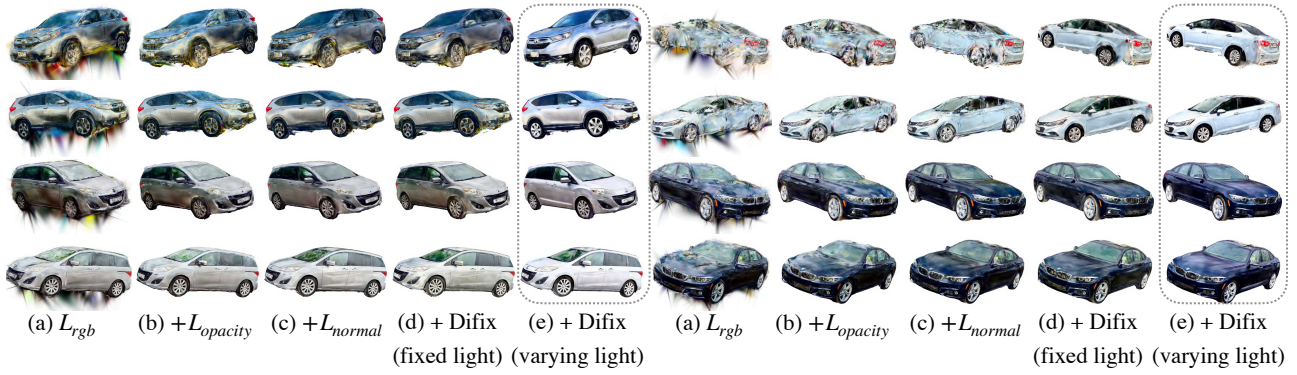 (a) L_rgb (b) +L_opacity (c) +L_normal (d) + Difix (e) + Difix (a) L_rgb (b) +L_opacity (c) +L_normal (d) + Difix (e) + Difix
(fixed light) (varying light) (fixed light) (varying light)